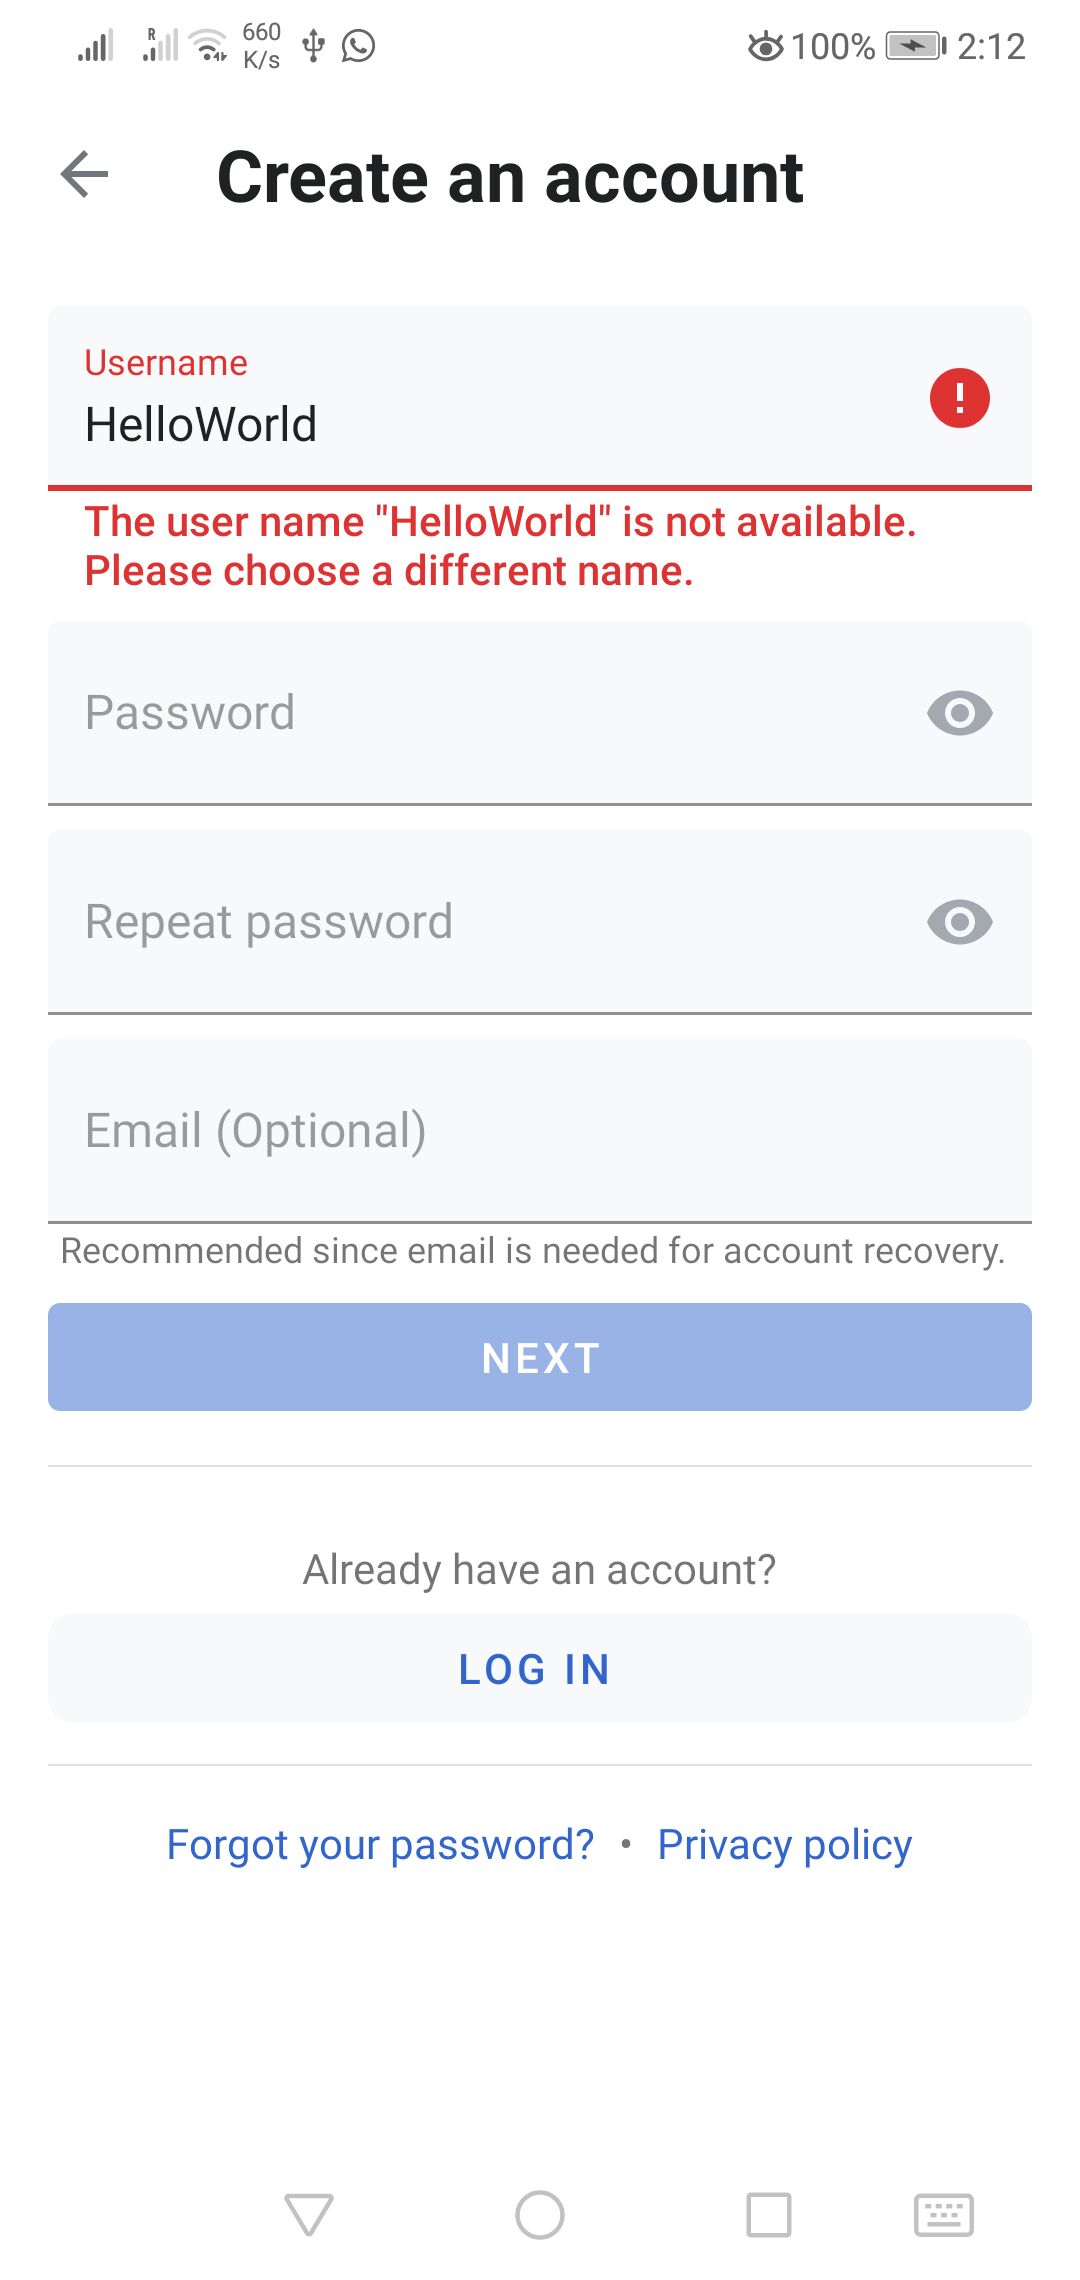 R
660
K/s
100%
2:12
Create an account
Username
HelloWorld
!
The user name "HelloWorld" is not available.
Please choose a different name.
Password
Repeat password
Email (Optional)
Recommended since email is needed for account recovery.
NEXT
Already have an account?
LOG IN
Forgot your password? • Privacy policy